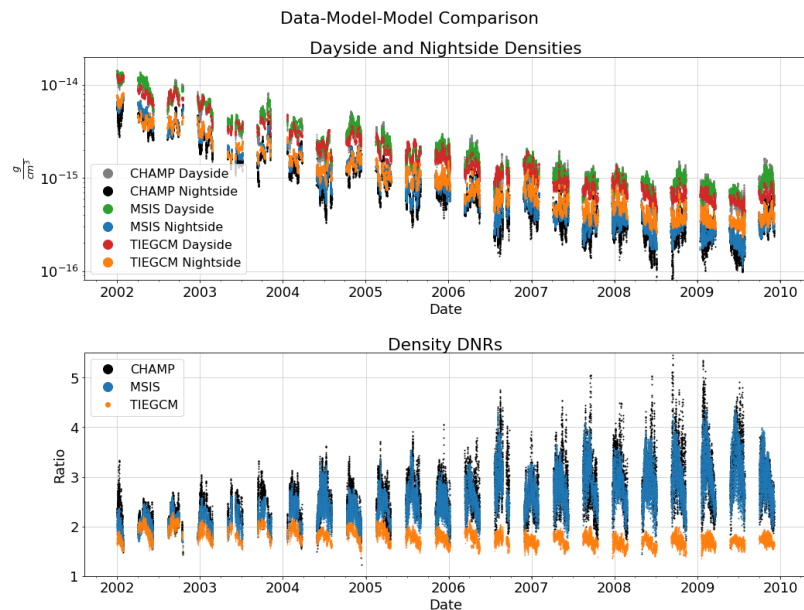 Data-Model-Model Comparison
Dayside and Nightside Densities
10⁻¹⁴
10⁻¹⁵
10⁻¹⁶
g
cm³
CHAMP Dayside
CHAMP Nightside
MSIS Dayside
MSIS Nightside
TIEGCM Dayside
TIEGCM Nightside
2002 2003 2004 2005 2006 2007 2008 2009 2010
Date
Density DNRs
5
4
3
2
1
Ratio
CHAMP
MSIS
TIEGCM
2002 2003 2004 2005 2006 2007 2008 2009 2010
Date